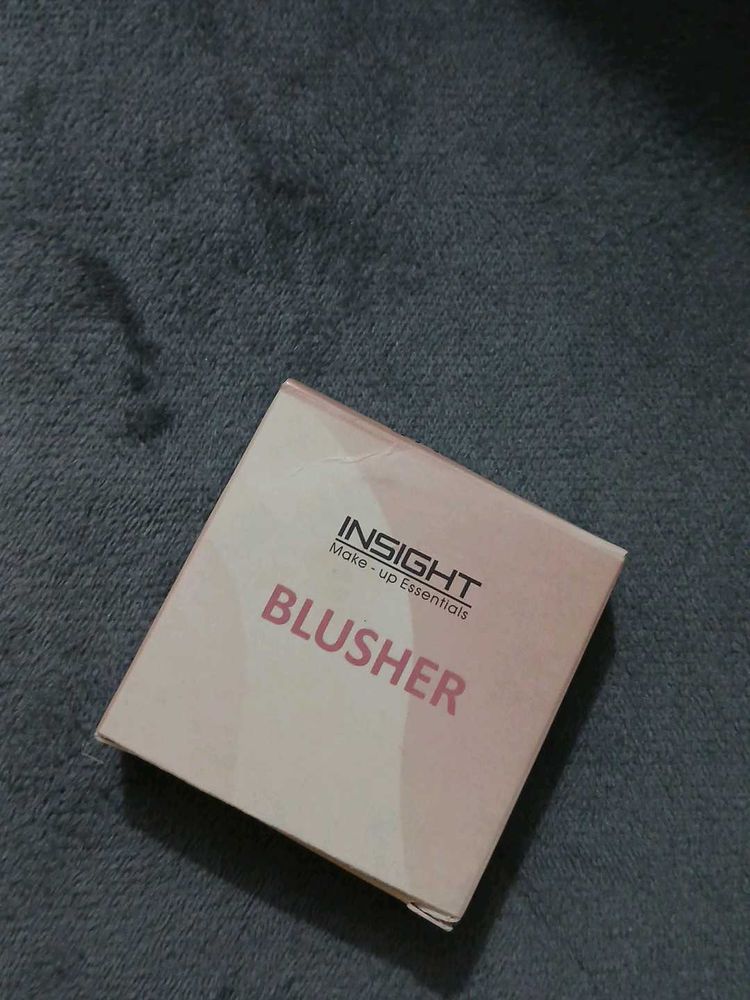 INSIGHT
Make - up Essentials
BLUSHER